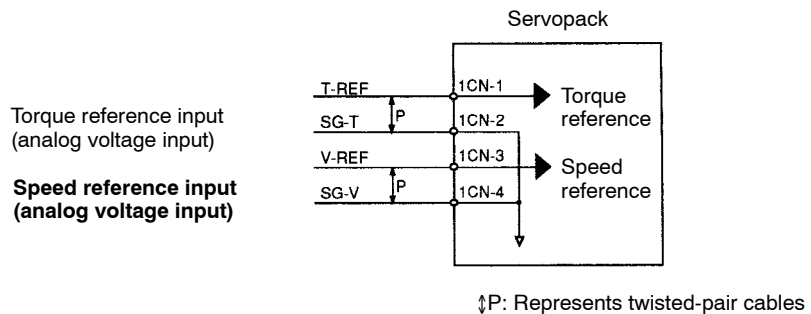 Servopack
T-REF
1CN-1
Torque reference
P
Torque reference input
(analog voltage input)
SG-T
1CN-2
V-REF
1CN-3
Speed reference
P
Speed reference input
(analog voltage input)
SG-V
1CN-4
↕P: Represents twisted-pair cables